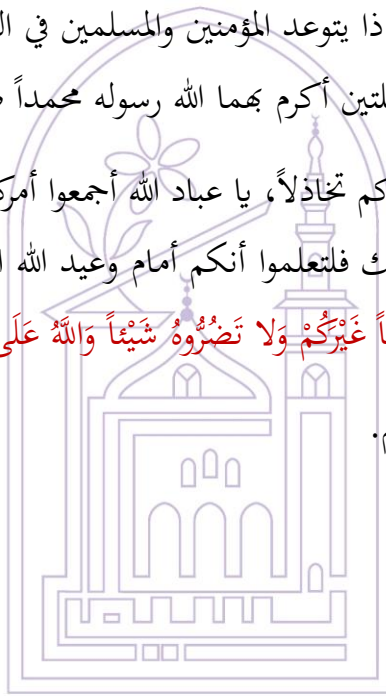 ذا يتوعد المؤمنين والمسلمين في ال
لتين أكرم بهما الله رسوله محمداً ص
كم تخاذلاً، يا عباد الله أجمعوا أمرك
ك فلتعلموا أنكم أمام وعيد الله ا
اً غَيْرَكُمْ وَلا تَضُرُّوهُ شَيْئاً وَاللَّهُ عَلَى
م.